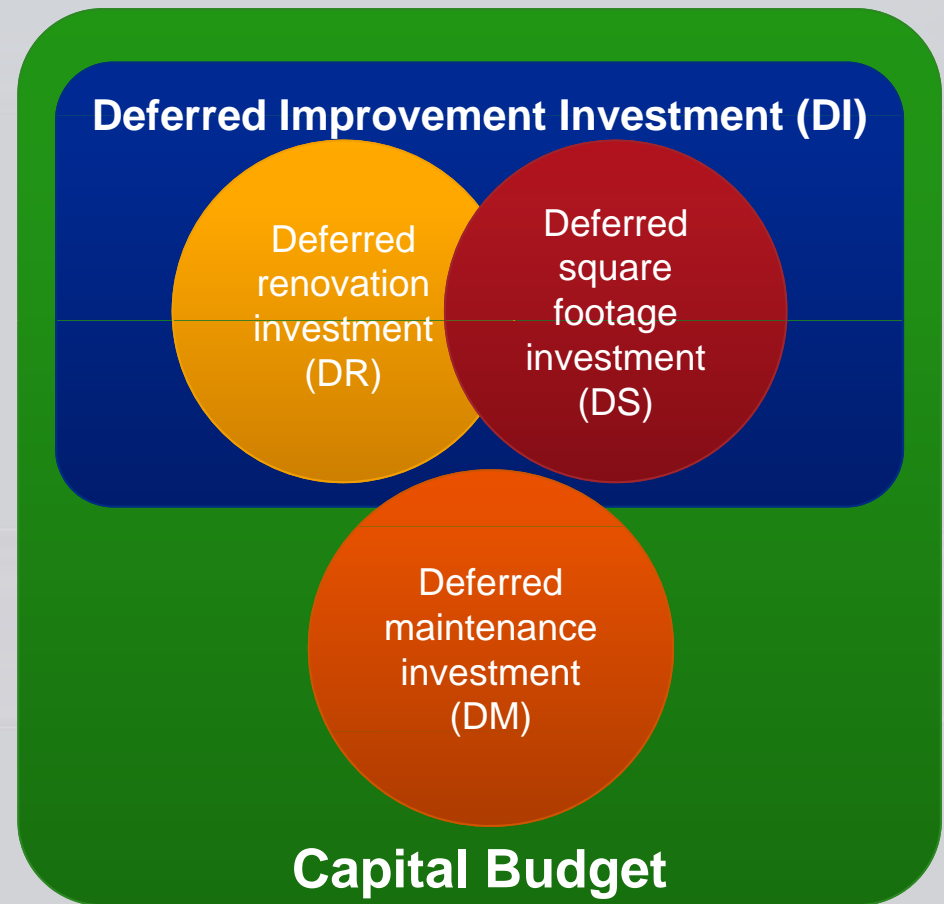 Deferred Improvement Investment (DI)
Deferred
renovation
investment
(DR)
Deferred
square
footage
investment
(DS)
Deferred
maintenance
investment
(DM)
Capital Budget